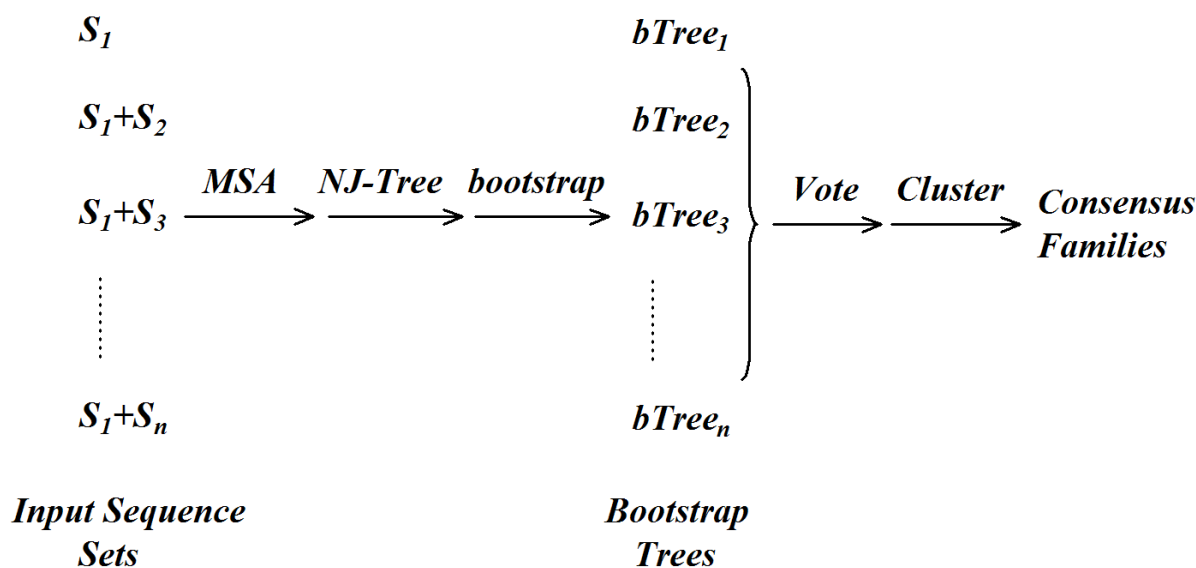 S₁ bTree₁
S₁+S₂ bTree₂
MSA NJ-Tree bootstrap Vote Cluster
S₁+S₃ bTree₃ Consensus
Families
S₁+Sₙ bTreeₙ
Input Sequence Bootstrap
Sets Trees